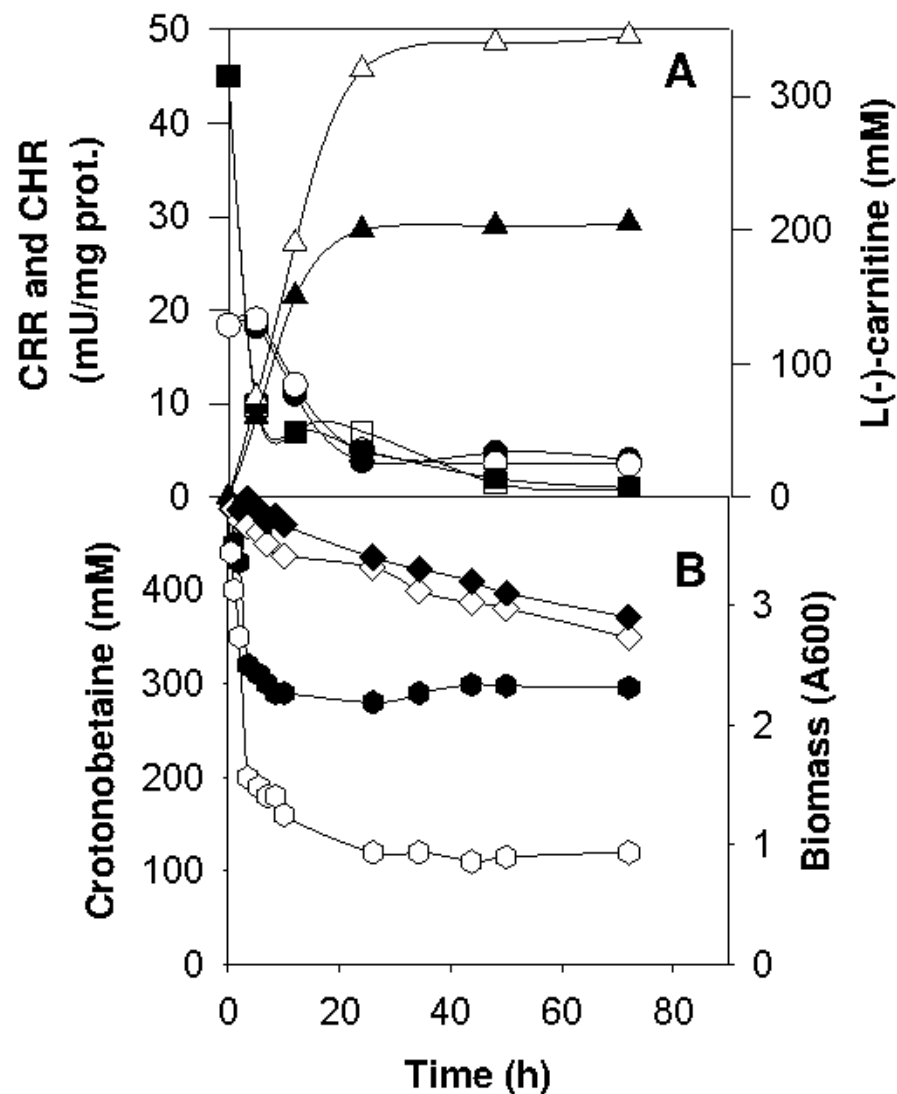 A
CRR and CHR
(mU/mg prot.)
50
40
30
20
10
0
L(-)-carnitine (mM)
300
200
100
0
B
Crotonobetaine (mM)
400
300
200
100
0
Biomass (A600)
3
2
1
0
0 20 40 60 80
Time (h)